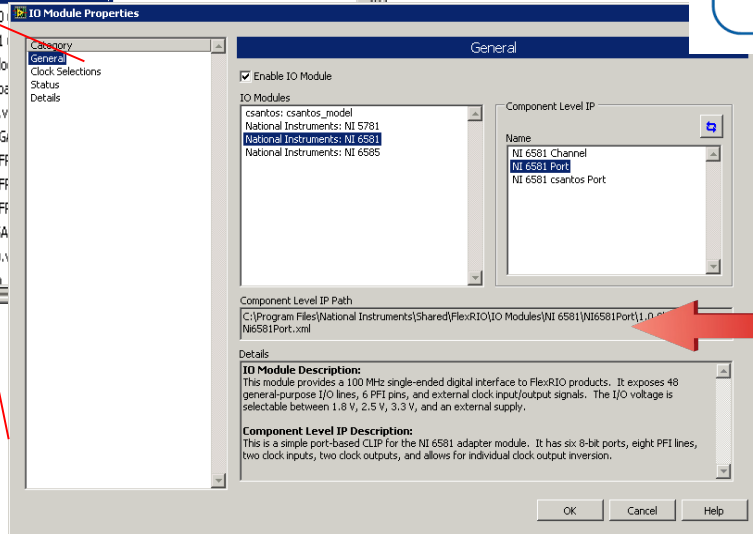 IO Module Properties
Category
General
Clock Selections
Status
Details
General
Enable IO Module
IO Modules
csantos: csantos_model
National Instruments: NI 5781
National Instruments: NI 6581
National Instruments: NI 6585
Component Level IP
Name
NI 6581 Channel
NI 6581 Port
NI 6581 csantos Port
Component Level IP Path
C:\Program Files\National Instruments\Shared\FlexRIO\IO Modules\NI 6581\NI6581Port\1.0.0\
Ni6581Port.xml
Details
IO Module Description:
This module provides a 100 MHz single-ended digital interface to FlexRIO products. It exposes 48
general-purpose I/O lines, 6 PFI pins, and external clock input/output signals. The I/O voltage is
selectable between 1.8 V, 2.5 V, 3.3 V, and an external supply.
Component Level IP Description:
This is a simple port-based CLIP for the NI 6581 adapter module. It has six 8-bit ports, eight PFI lines,
two clock inputs, two clock outputs, and allows for individual clock output inversion.
OK
Cancel
Help